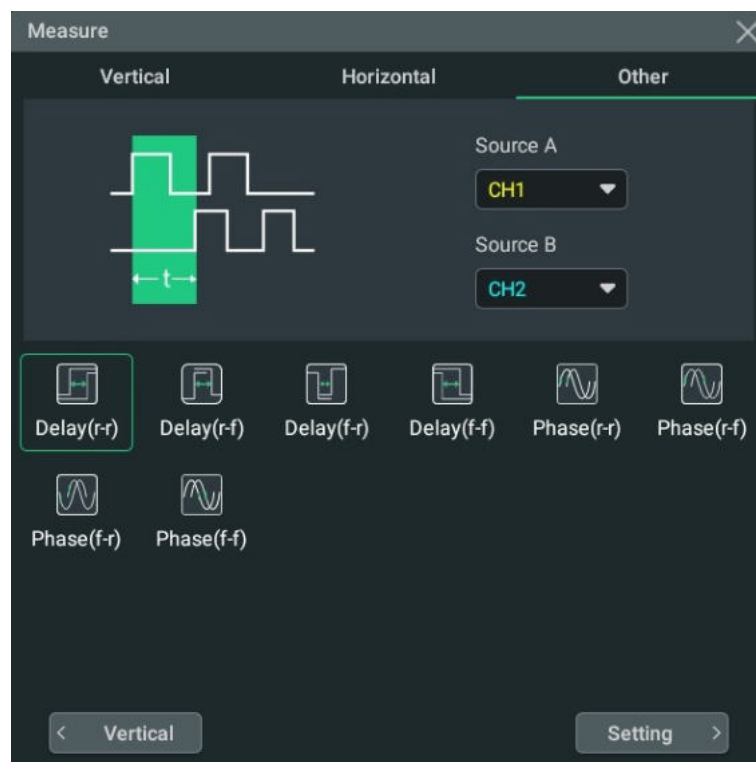 Measure
Vertical Horizontal Other
Source A
CH1
Source B
t
CH2
Delay(r-r) Delay(r-f) Delay(f-r) Delay(f-f) Phase(r-r) Phase(r-f)
Phase(f-r) Phase(f-f)
< Vertical Setting >